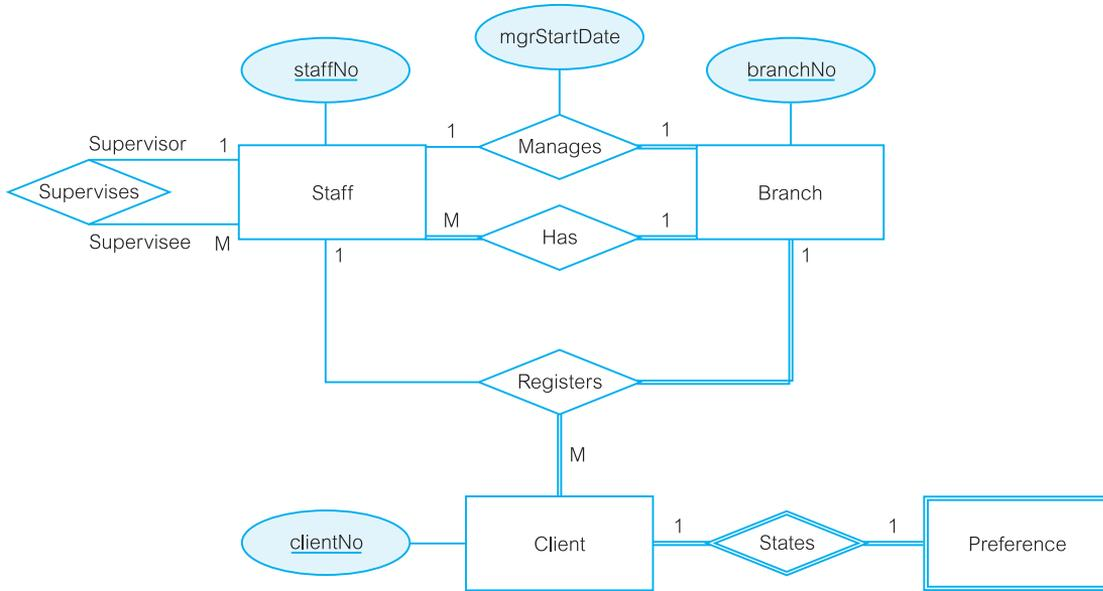 mgrStartDate
staffNo
branchNo
Supervisor 1
1
Manages
1
Supervises
Staff
Branch
M
Has
1
Supervisee M
1
1
Registers
M
clientNo
Client
1
States
1
Preference